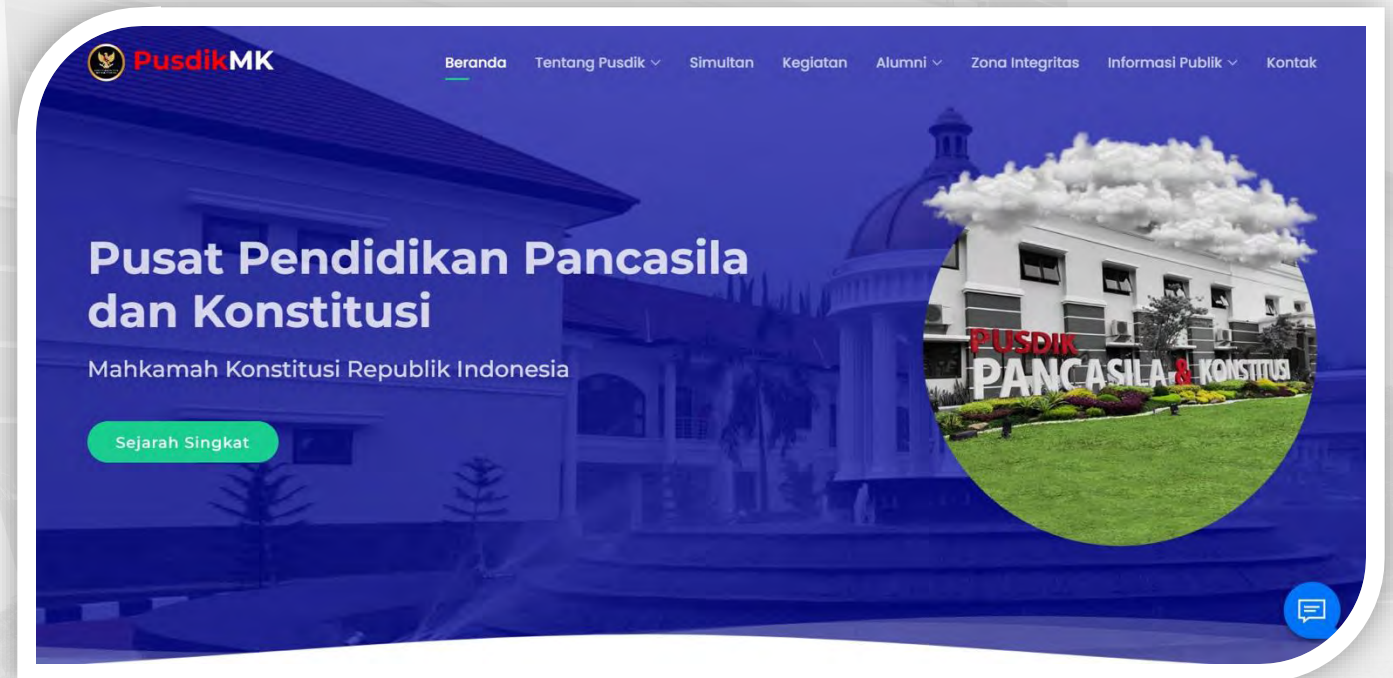 PusdikMK
Beranda Tentang Pusdik Simultan Kegiatan Alumni Zona Integritas Informasi Publik Kontak
Pusat Pendidikan Pancasila
dan Konstitusi
Mahkamah Konstitusi Republik Indonesia
Sejarah Singkat
PUSDIK
PANCASILA & KONSTITUSI